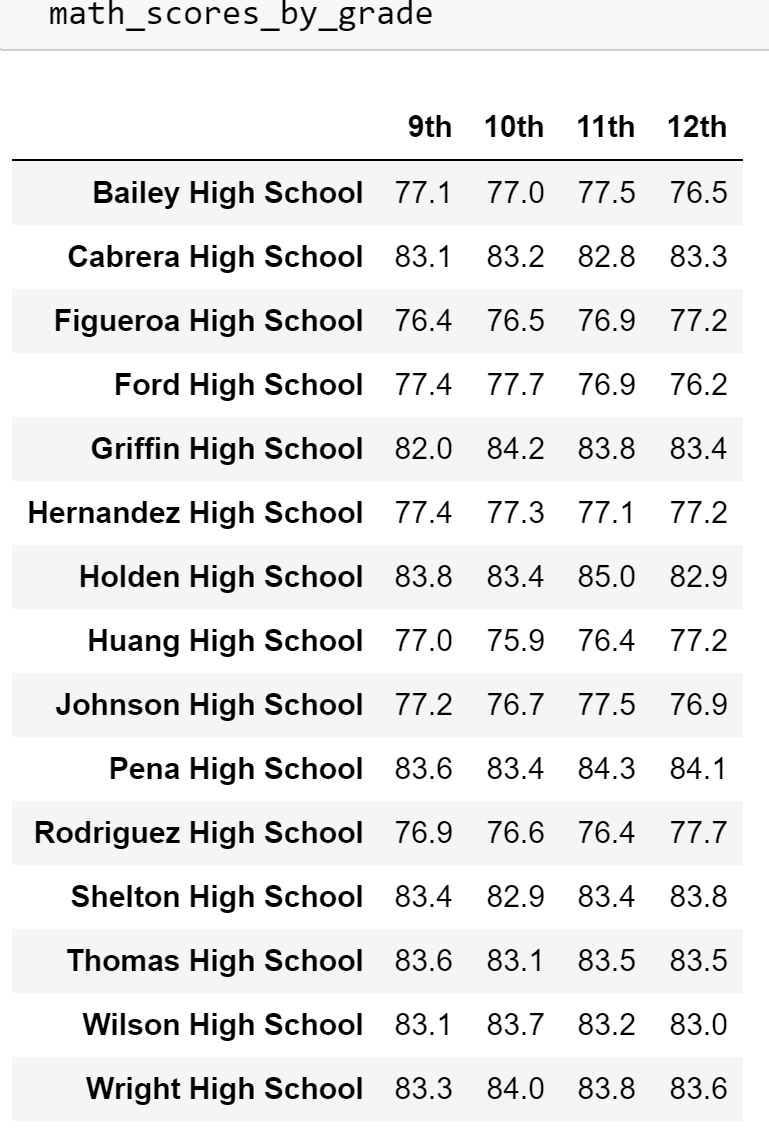 math_scores_by_grade
9th 10th 11th 12th
Bailey High School 77.1 77.0 77.5 76.5
Cabrera High School 83.1 83.2 82.8 83.3
Figueroa High School 76.4 76.5 76.9 77.2
Ford High School 77.4 77.7 76.9 76.2
Griffin High School 82.0 84.2 83.8 83.4
Hernandez High School 77.4 77.3 77.1 77.2
Holden High School 83.8 83.4 85.0 82.9
Huang High School 77.0 75.9 76.4 77.2
Johnson High School 77.2 76.7 77.5 76.9
Pena High School 83.6 83.4 84.3 84.1
Rodriguez High School 76.9 76.6 76.4 77.7
Shelton High School 83.4 82.9 83.4 83.8
Thomas High School 83.6 83.1 83.5 83.5
Wilson High School 83.1 83.7 83.2 83.0
Wright High School 83.3 84.0 83.8 83.6